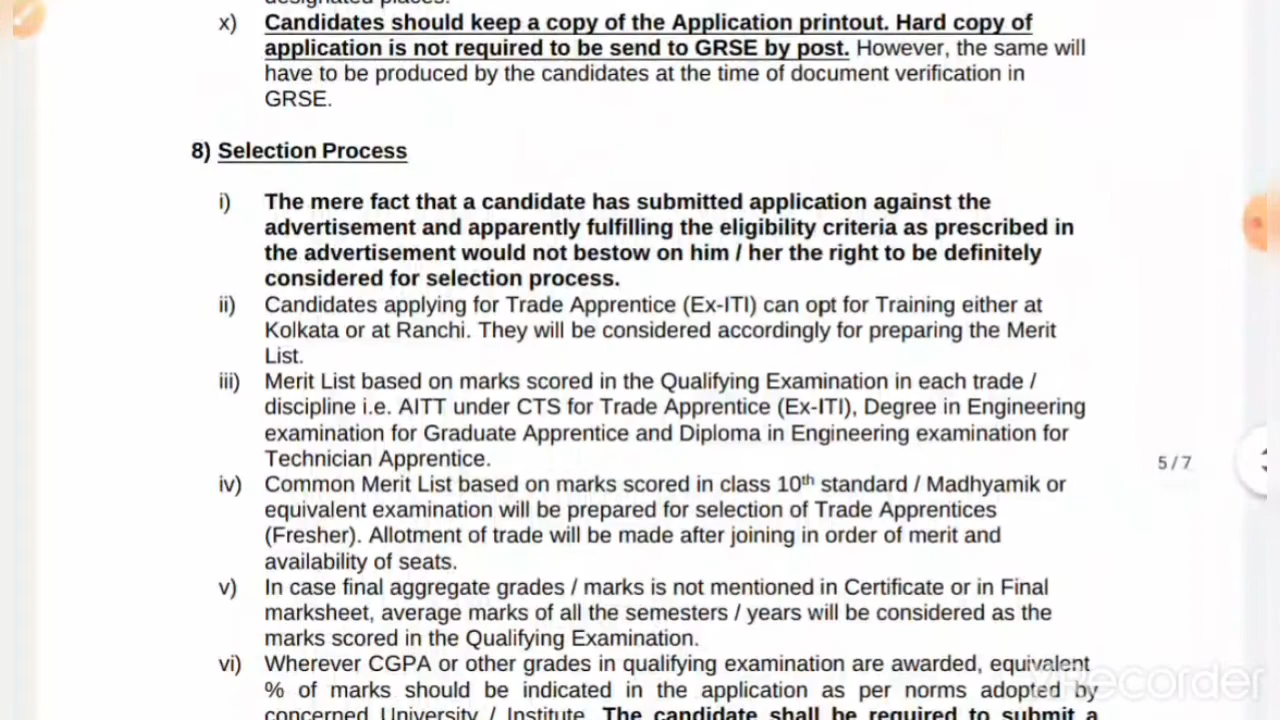 designated places.
x) Candidates should keep a copy of the Application printout. Hard copy of
application is not required to be send to GRSE by post. However, the same will
have to be produced by the candidates at the time of document verification in
GRSE.
8) Selection Process
i) The mere fact that a candidate has submitted application against the
advertisement and apparently fulfilling the eligibility criteria as prescribed in
the advertisement would not bestow on him / her the right to be definitely
considered for selection process.
ii) Candidates applying for Trade Apprentice (Ex-ITI) can opt for Training either at
Kolkata or at Ranchi. They will be considered accordingly for preparing the Merit
List.
iii) Merit List based on marks scored in the Qualifying Examination in each trade /
discipline i.e. AITT under CTS for Trade Apprentice (Ex-ITI), Degree in Engineering
examination for Graduate Apprentice and Diploma in Engineering examination for
Technician Apprentice.
5 / 7
iv) Common Merit List based on marks scored in class 10th standard / Madhyamik or
equivalent examination will be prepared for selection of Trade Apprentices
(Fresher). Allotment of trade will be made after joining in order of merit and
availability of seats.
v) In case final aggregate grades / marks is not mentioned in Certificate or in Final
marksheet, average marks of all the semesters / years will be considered as the
marks scored in the Qualifying Examination.
vi) Wherever CGPA or other grades in qualifying examination are awarded, equivalent
% of marks should be indicated in the application as per norms adopted by
concerned University / Institute. The candidate shall be required to submit a